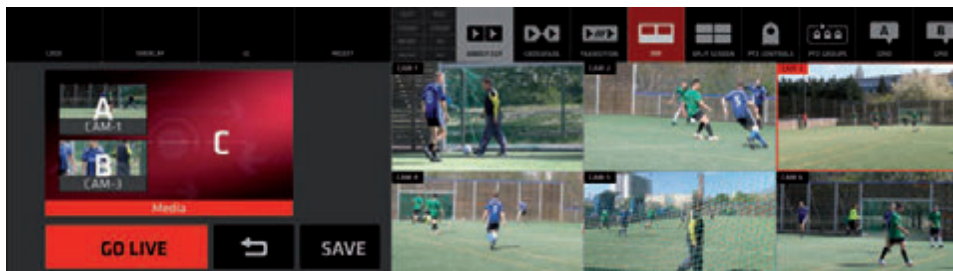 DIRECT CUT
CROSSFADE
TRANSITION
SPLIT SCREEN
PTZ CONTROLS
PTZ GROUPS
A
B
CAM 1
CAM 2
CAM 3
A
CAM-1
C
B
CAM-3
Media
CAM 4
CAM 5
CAM 6
GO LIVE
SAVE